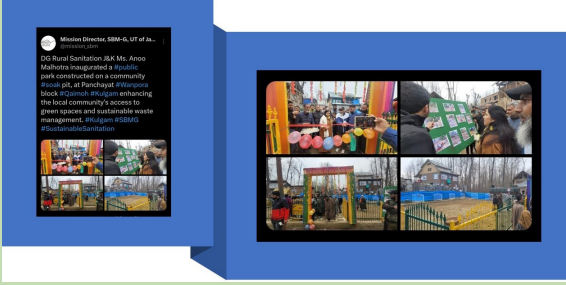 Mission Director, SBM-G, UT of Ja...
@mission_sbm
DG Rural Sanitation J&K Ms. Anoo
Malhotra inaugurated a #public
park constructed on a community
#soak pit, at Panchayat #Wanpora
block #Qaimoh #Kulgam enhancing
the local community's access to
green spaces and sustainable waste
management. #Kulgam #SBMG
#SustainableSanitation